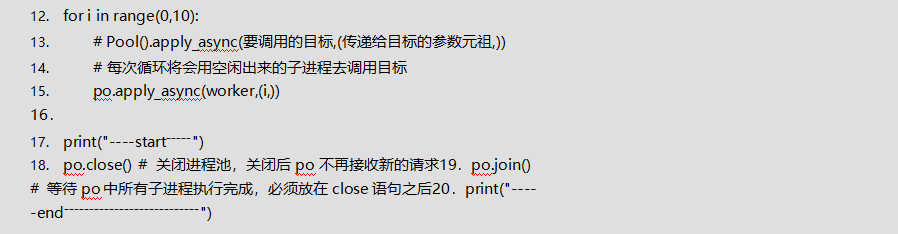 12. for i in range(0,10):
13. # Pool().apply_async(要调用的目标,(传递给目标的参数元祖,))
14. # 每次循环将会用空闲出来的子进程去调用目标
15. po.apply_async(worker,(i,))
16.
17. print("----start-----")
18. po.close() # 关闭进程池，关闭后 po 不再接收新的请求19. po.join()
# 等待 po 中所有子进程执行完成，必须放在 close 语句之后20. print("----
-end----------------------------")